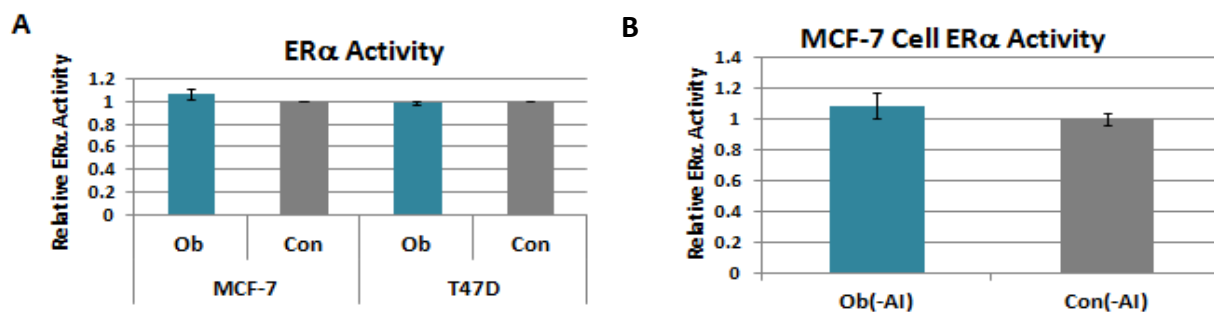 A
ERα Activity
Relative ERα Activity
1.2
1
0.8
0.6
0.4
0.2
0
Ob
Con
Ob
Con
MCF-7
T47D
B
MCF-7 Cell ERα Activity
Relative ERα Activity
1.4
1.2
1
0.8
0.6
0.4
0.2
0
Ob(-AI)
Con(-AI)